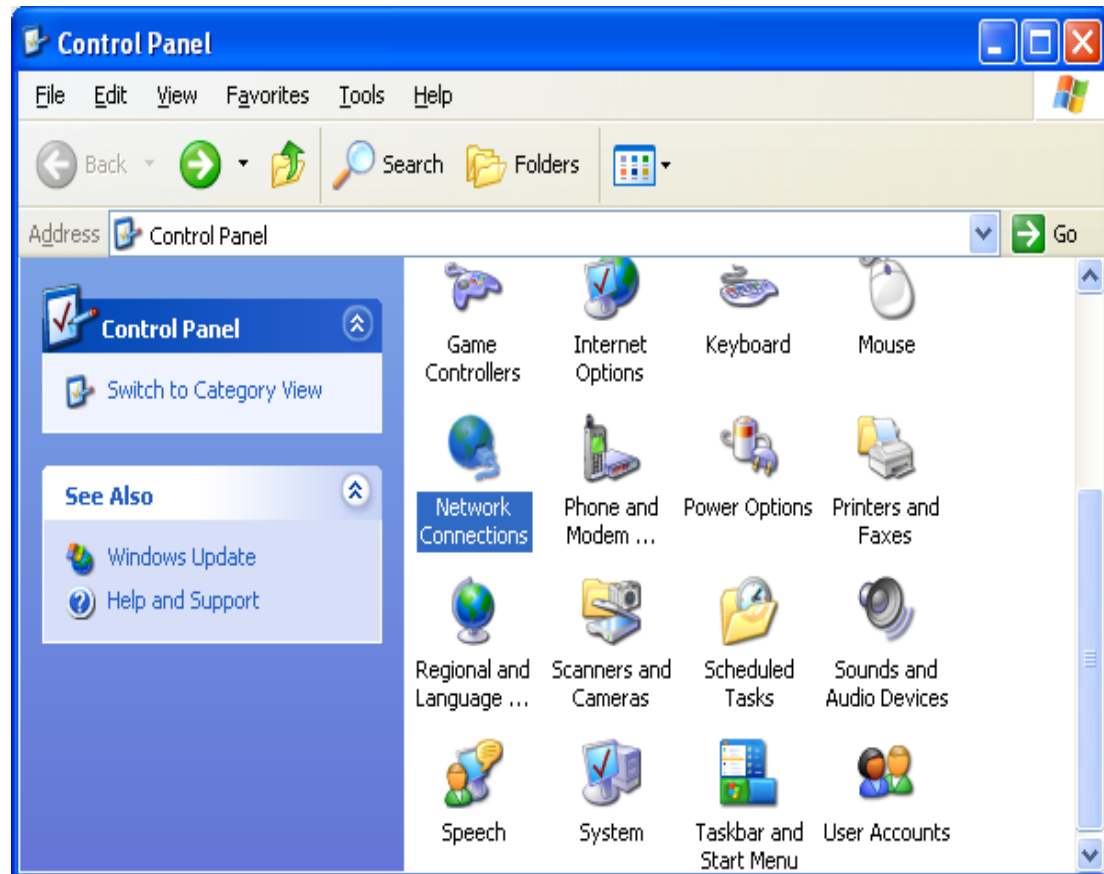 Control Panel
File Edit View Favorites Tools Help
Back Search Folders
Address Control Panel Go
Control Panel
Switch to Category View
See Also
Windows Update
Help and Support
Game Controllers
Internet Options
Keyboard
Mouse
Network Connections
Phone and Modem ...
Power Options
Printers and Faxes
Regional and Language ...
Scanners and Cameras
Scheduled Tasks
Sounds and Audio Devices
Speech
System
Taskbar and Start Menu
User Accounts